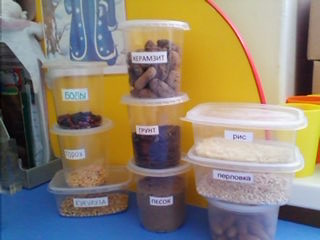 БОБЫ
ГОРОХ
КУКУРУЗА
КЕРАМЗИТ
ГРУНТ
ПЕСОК
рис
перловка